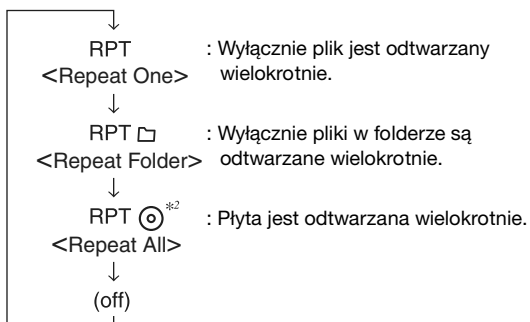 RPT : Wyłącznie plik jest odtwarzany
<Repeat One> wielokrotnie.
RPT : Wyłącznie pliki w folderze są
<Repeat Folder> odtwarzane wielokrotnie.
RPT *2 : Płyta jest odtwarzana wielokrotnie.
<Repeat All>
(off)